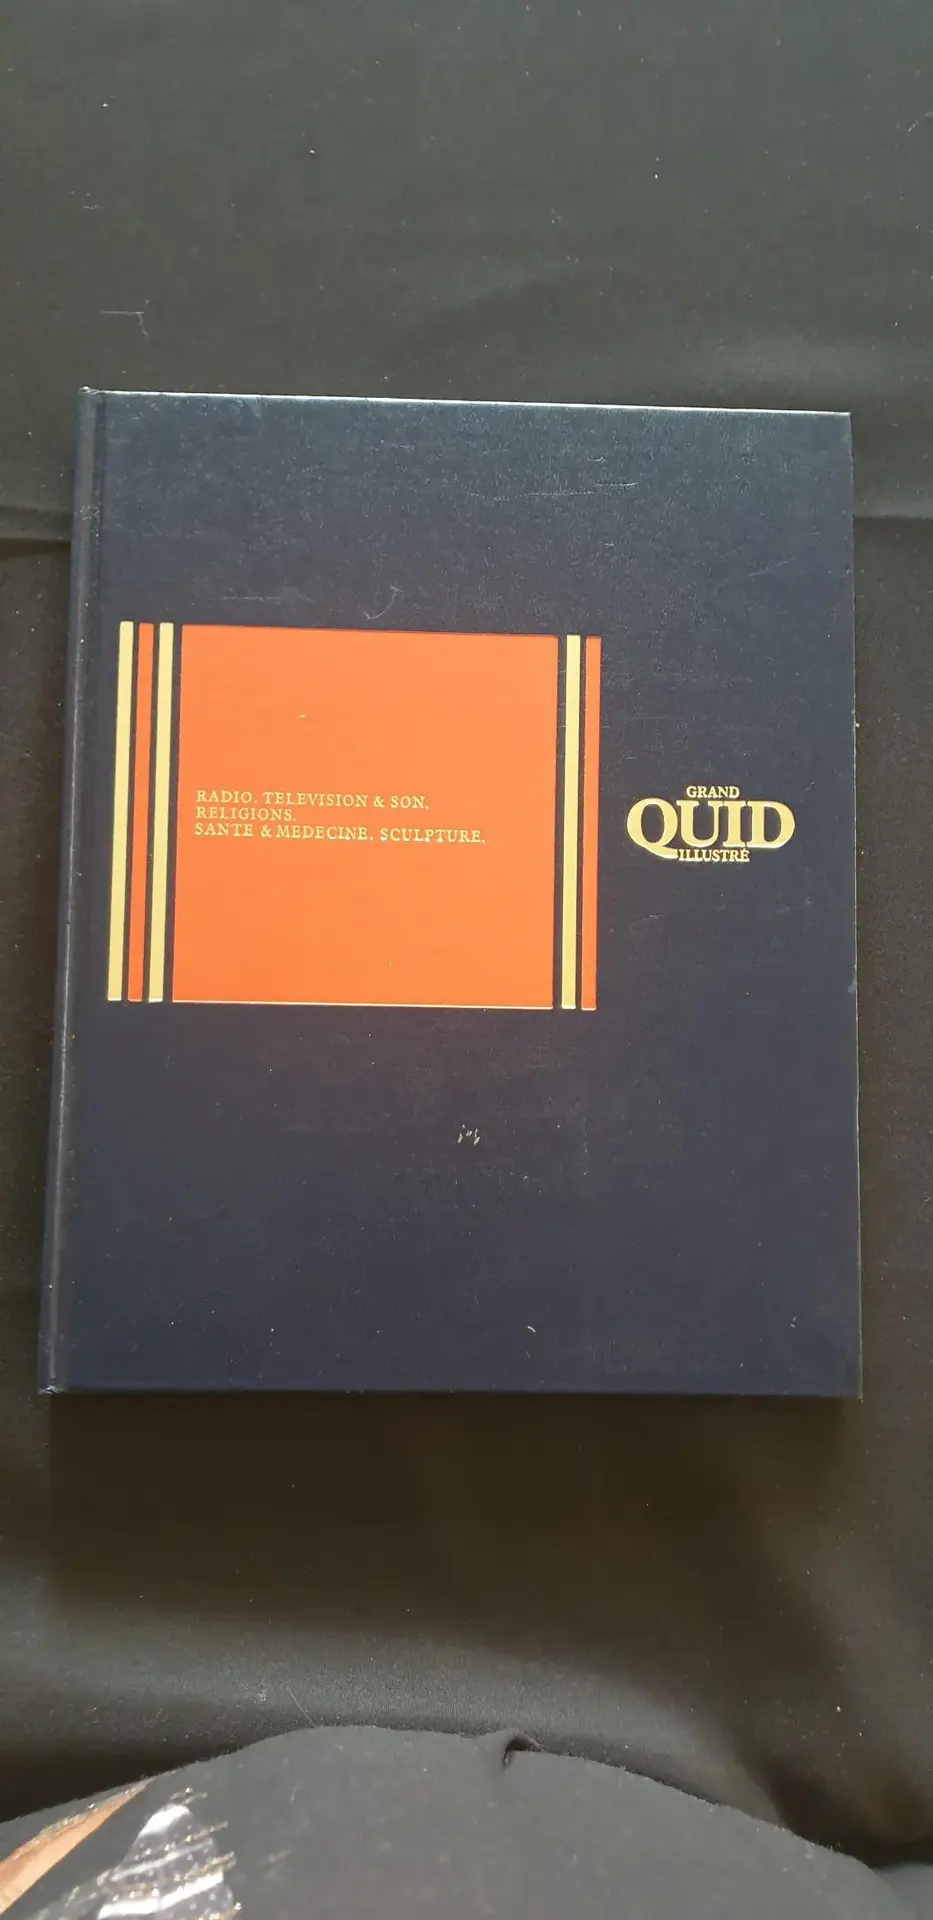 RADIO. TELEVISION & SON.
RELIGIONS.
SANTE & MEDECINE. SCULPTURE.
GRAND
QUID
ILLUSTRÉ